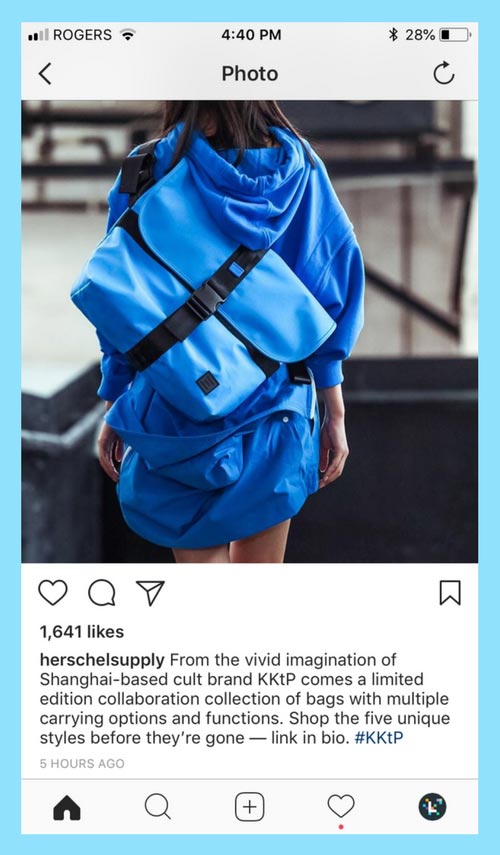 ROGERS 4:40 PM 28%
Photo
1,641 likes
herschelsupply From the vivid imagination of
Shanghai-based cult brand KKtP comes a limited
edition collaboration collection of bags with multiple
carrying options and functions. Shop the five unique
styles before they're gone — link in bio. #KKtP
5 HOURS AGO